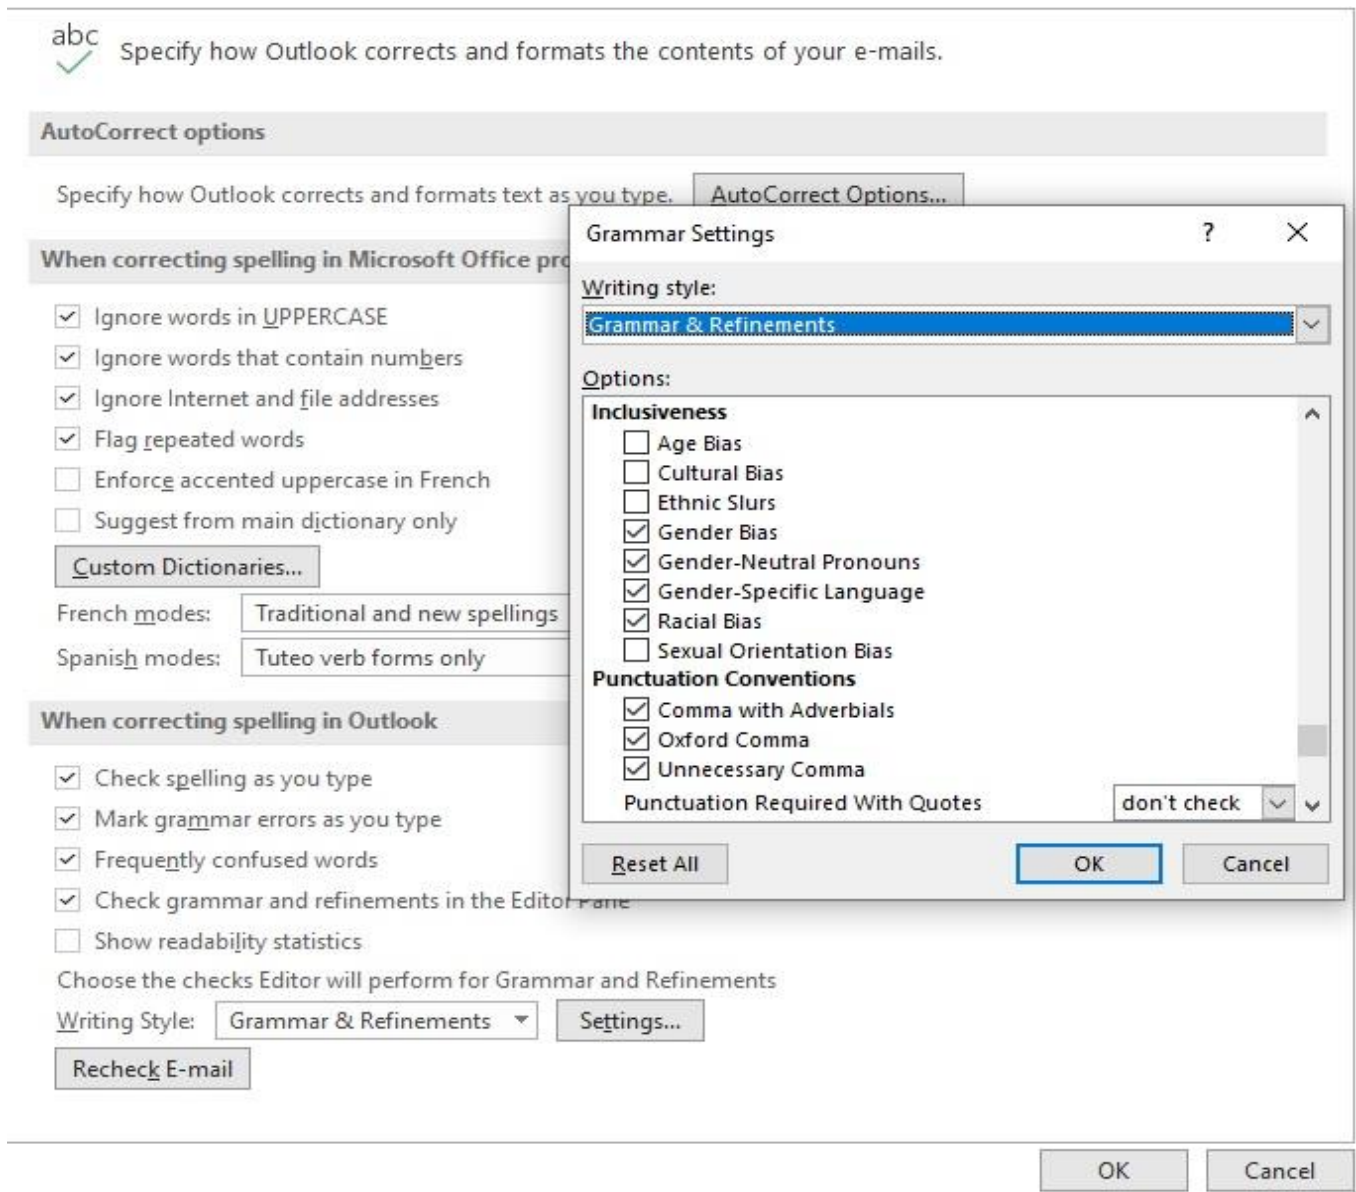 abc
Specify how Outlook corrects and formats the contents of your e-mails.
AutoCorrect options
Specify how Outlook corrects and formats text as you type.
AutoCorrect Options...
When correcting spelling in Microsoft Office pro
Ignore words in UPPERCASE
Ignore words that contain numbers
Ignore Internet and file addresses
Flag repeated words
Enforce accented uppercase in French
Suggest from main dictionary only
Custom Dictionaries...
French modes: Traditional and new spellings
Spanish modes: Tuteo verb forms only
When correcting spelling in Outlook
Check spelling as you type
Mark grammar errors as you type
Frequently confused words
Check grammar and refinements in the Editor Pane
Show readability statistics
Choose the checks Editor will perform for Grammar and Refinements
Writing Style: Grammar & Refinements Settings...
Recheck E-mail
Grammar Settings ?
Writing style:
Grammar & Refinements
Options:
Inclusiveness
Age Bias
Cultural Bias
Ethnic Slurs
Gender Bias
Gender-Neutral Pronouns
Gender-Specific Language
Racial Bias
Sexual Orientation Bias
Punctuation Conventions
Comma with Adverbials
Oxford Comma
Unnecessary Comma
Punctuation Required With Quotes don't check
Reset All OK Cancel
OK Cancel